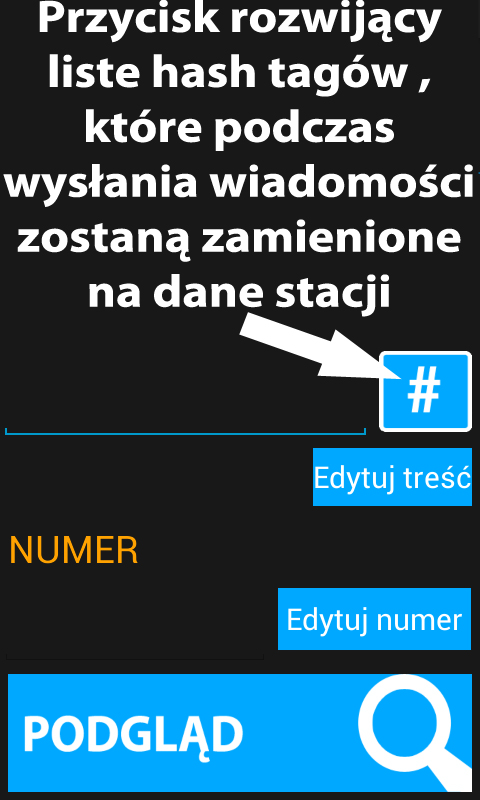 Przycisk rozwijący
liste hash tagów ,
które podczas
wysłania wiadomości
zostaną zamienione
na dane stacji
#
Edytuj treść
NUMER
Edytuj numer
PODGLĄD